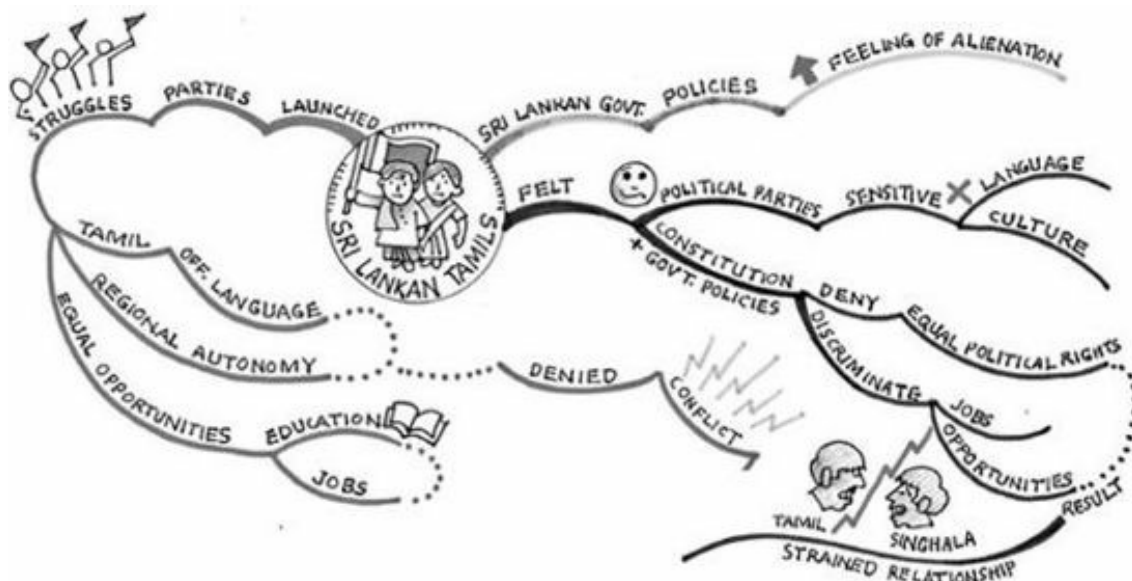 STRUGGLES
PARTIES
LAUNCHED
SRI LANKAN TAMILS
SRI LANKAN GOVT.
POLICIES
FEELING OF ALIENATION
FELT
POLITICAL PARTIES
SENSITIVE
LANGUAGE
CULTURE
CONSTITUTION
+ GOVT. POLICIES
DENY
EQUAL POLITICAL RIGHTS
DISCRIMINATE
JOBS
OPPORTUNITIES
RESULT
TAMIL
SINGHALA
STRAINED RELATIONSHIP
TAMIL
OFF. LANGUAGE
REGIONAL AUTONOMY
EQUAL OPPORTUNITIES
EDUCATION
JOBS
DENIED
CONFLICT